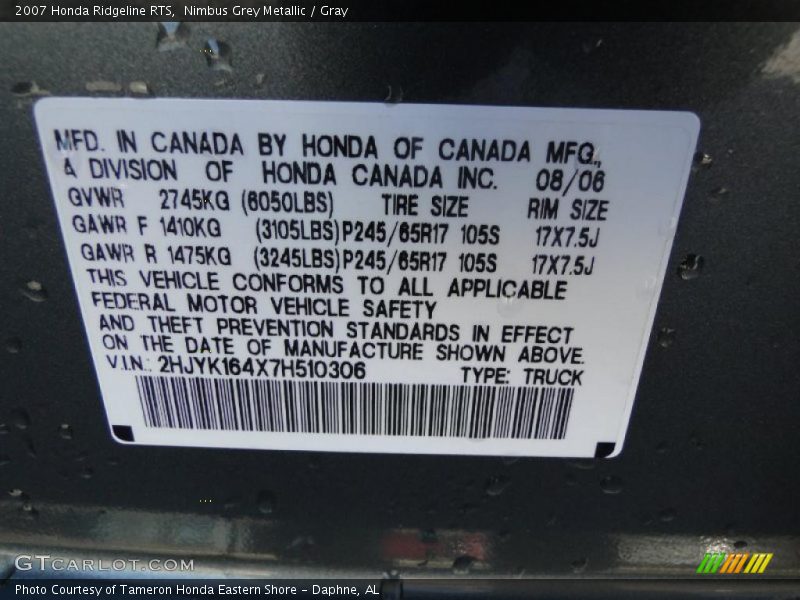 2007 Honda Ridgeline RTS, Nimbus Grey Metallic / Gray
MFD. IN CANADA BY HONDA OF CANADA MFG.,
A DIVISION OF HONDA CANADA INC. 08/06
GVWR 2745KG (6050LBS) TIRE SIZE RIM SIZE
GAWR F 1410KG (3105LBS) P245/65R17 105S 17X7.5J
GAWR R 1475KG (3245LBS) P245/65R17 105S 17X7.5J
THIS VEHICLE CONFORMS TO ALL APPLICABLE
FEDERAL MOTOR VEHICLE SAFETY
AND THEFT PREVENTION STANDARDS IN EFFECT
ON THE DATE OF MANUFACTURE SHOWN ABOVE.
V.I.N.: 2HJYK164X7H510306 TYPE: TRUCK
GTCARLOT.COM
Photo Courtesy of Tameron Honda Eastern Shore - Daphne, AL